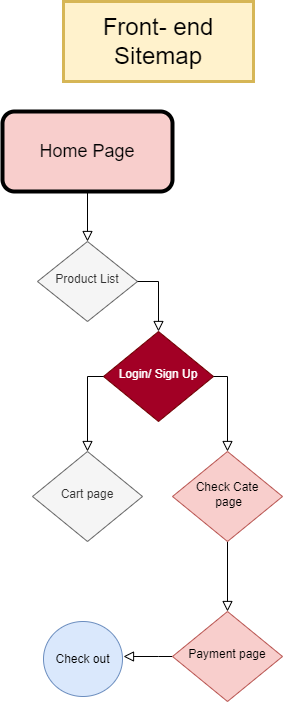 Front- end
Sitemap
Home Page
Product List
Login/ Sign Up
Cart page
Check Cate
page
Payment page
Check out